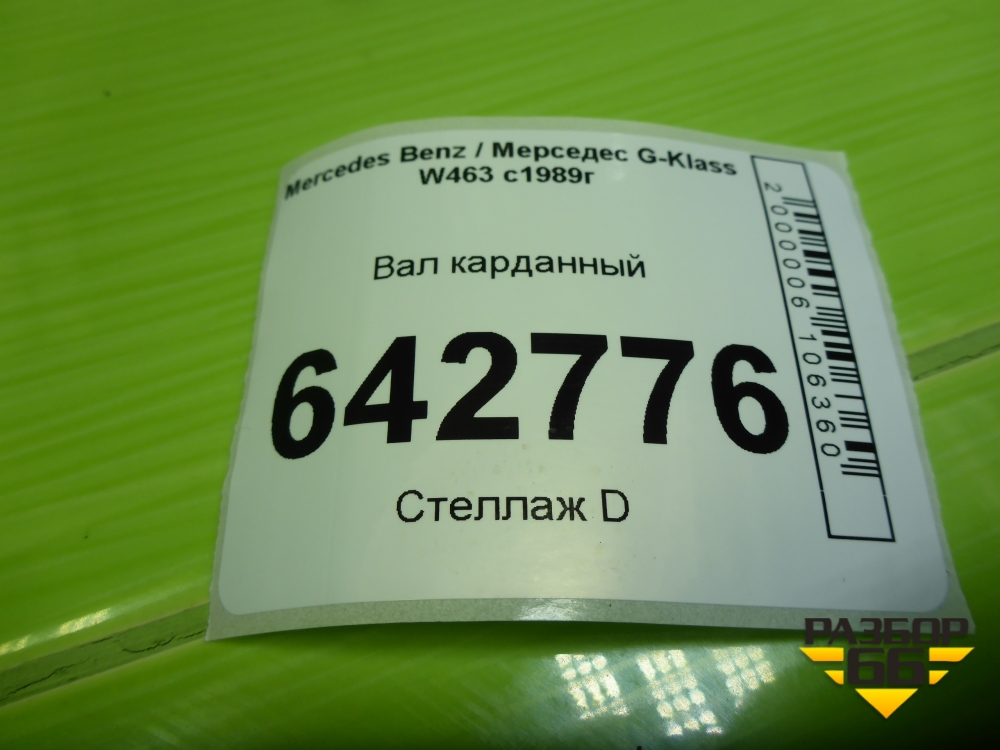 Mercedes Benz / Мерседес G-Klass
W463 с1989г
Вал карданный
642776
Стеллаж D
2000006106360
РАЗБОР
66